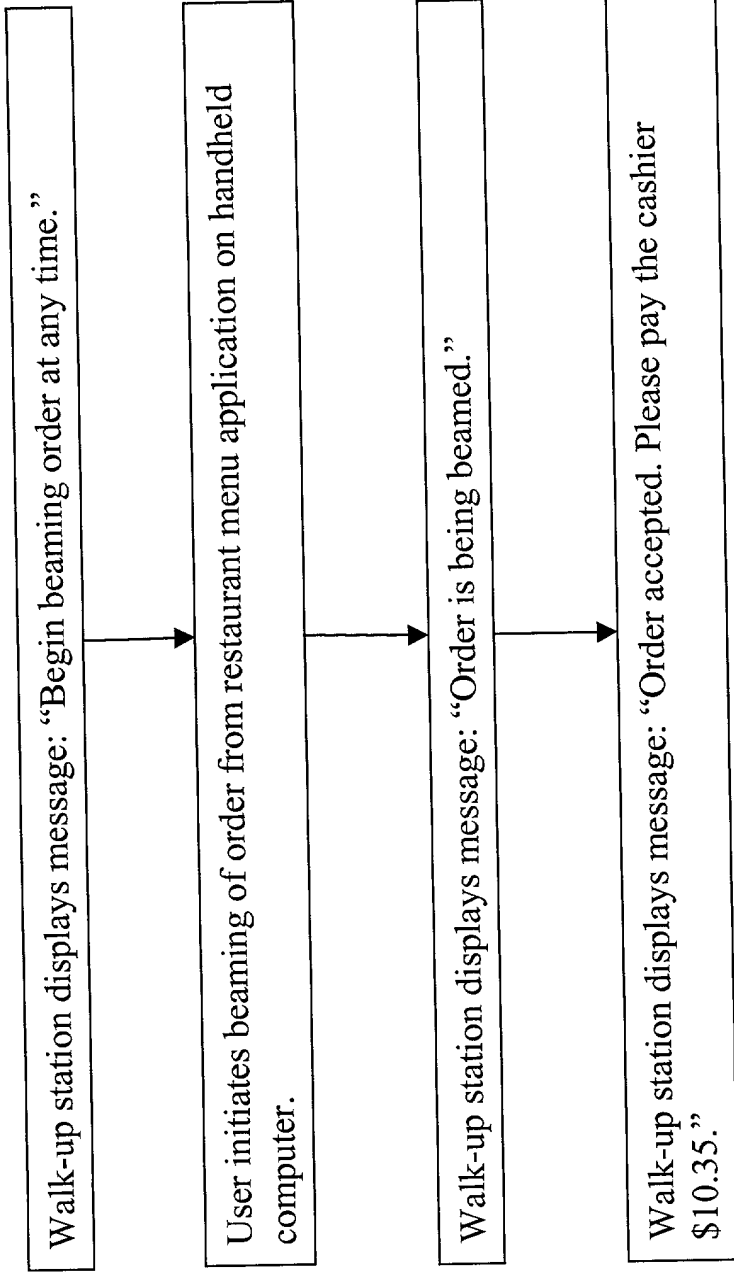 Walk-up station displays message: “Begin beaming order at any time.”
User initiates beaming of order from restaurant menu application on handheld
computer.
Walk-up station displays message: “Order is being beamed.”
Walk-up station displays message: “Order accepted. Please pay the cashier
$10.35.”